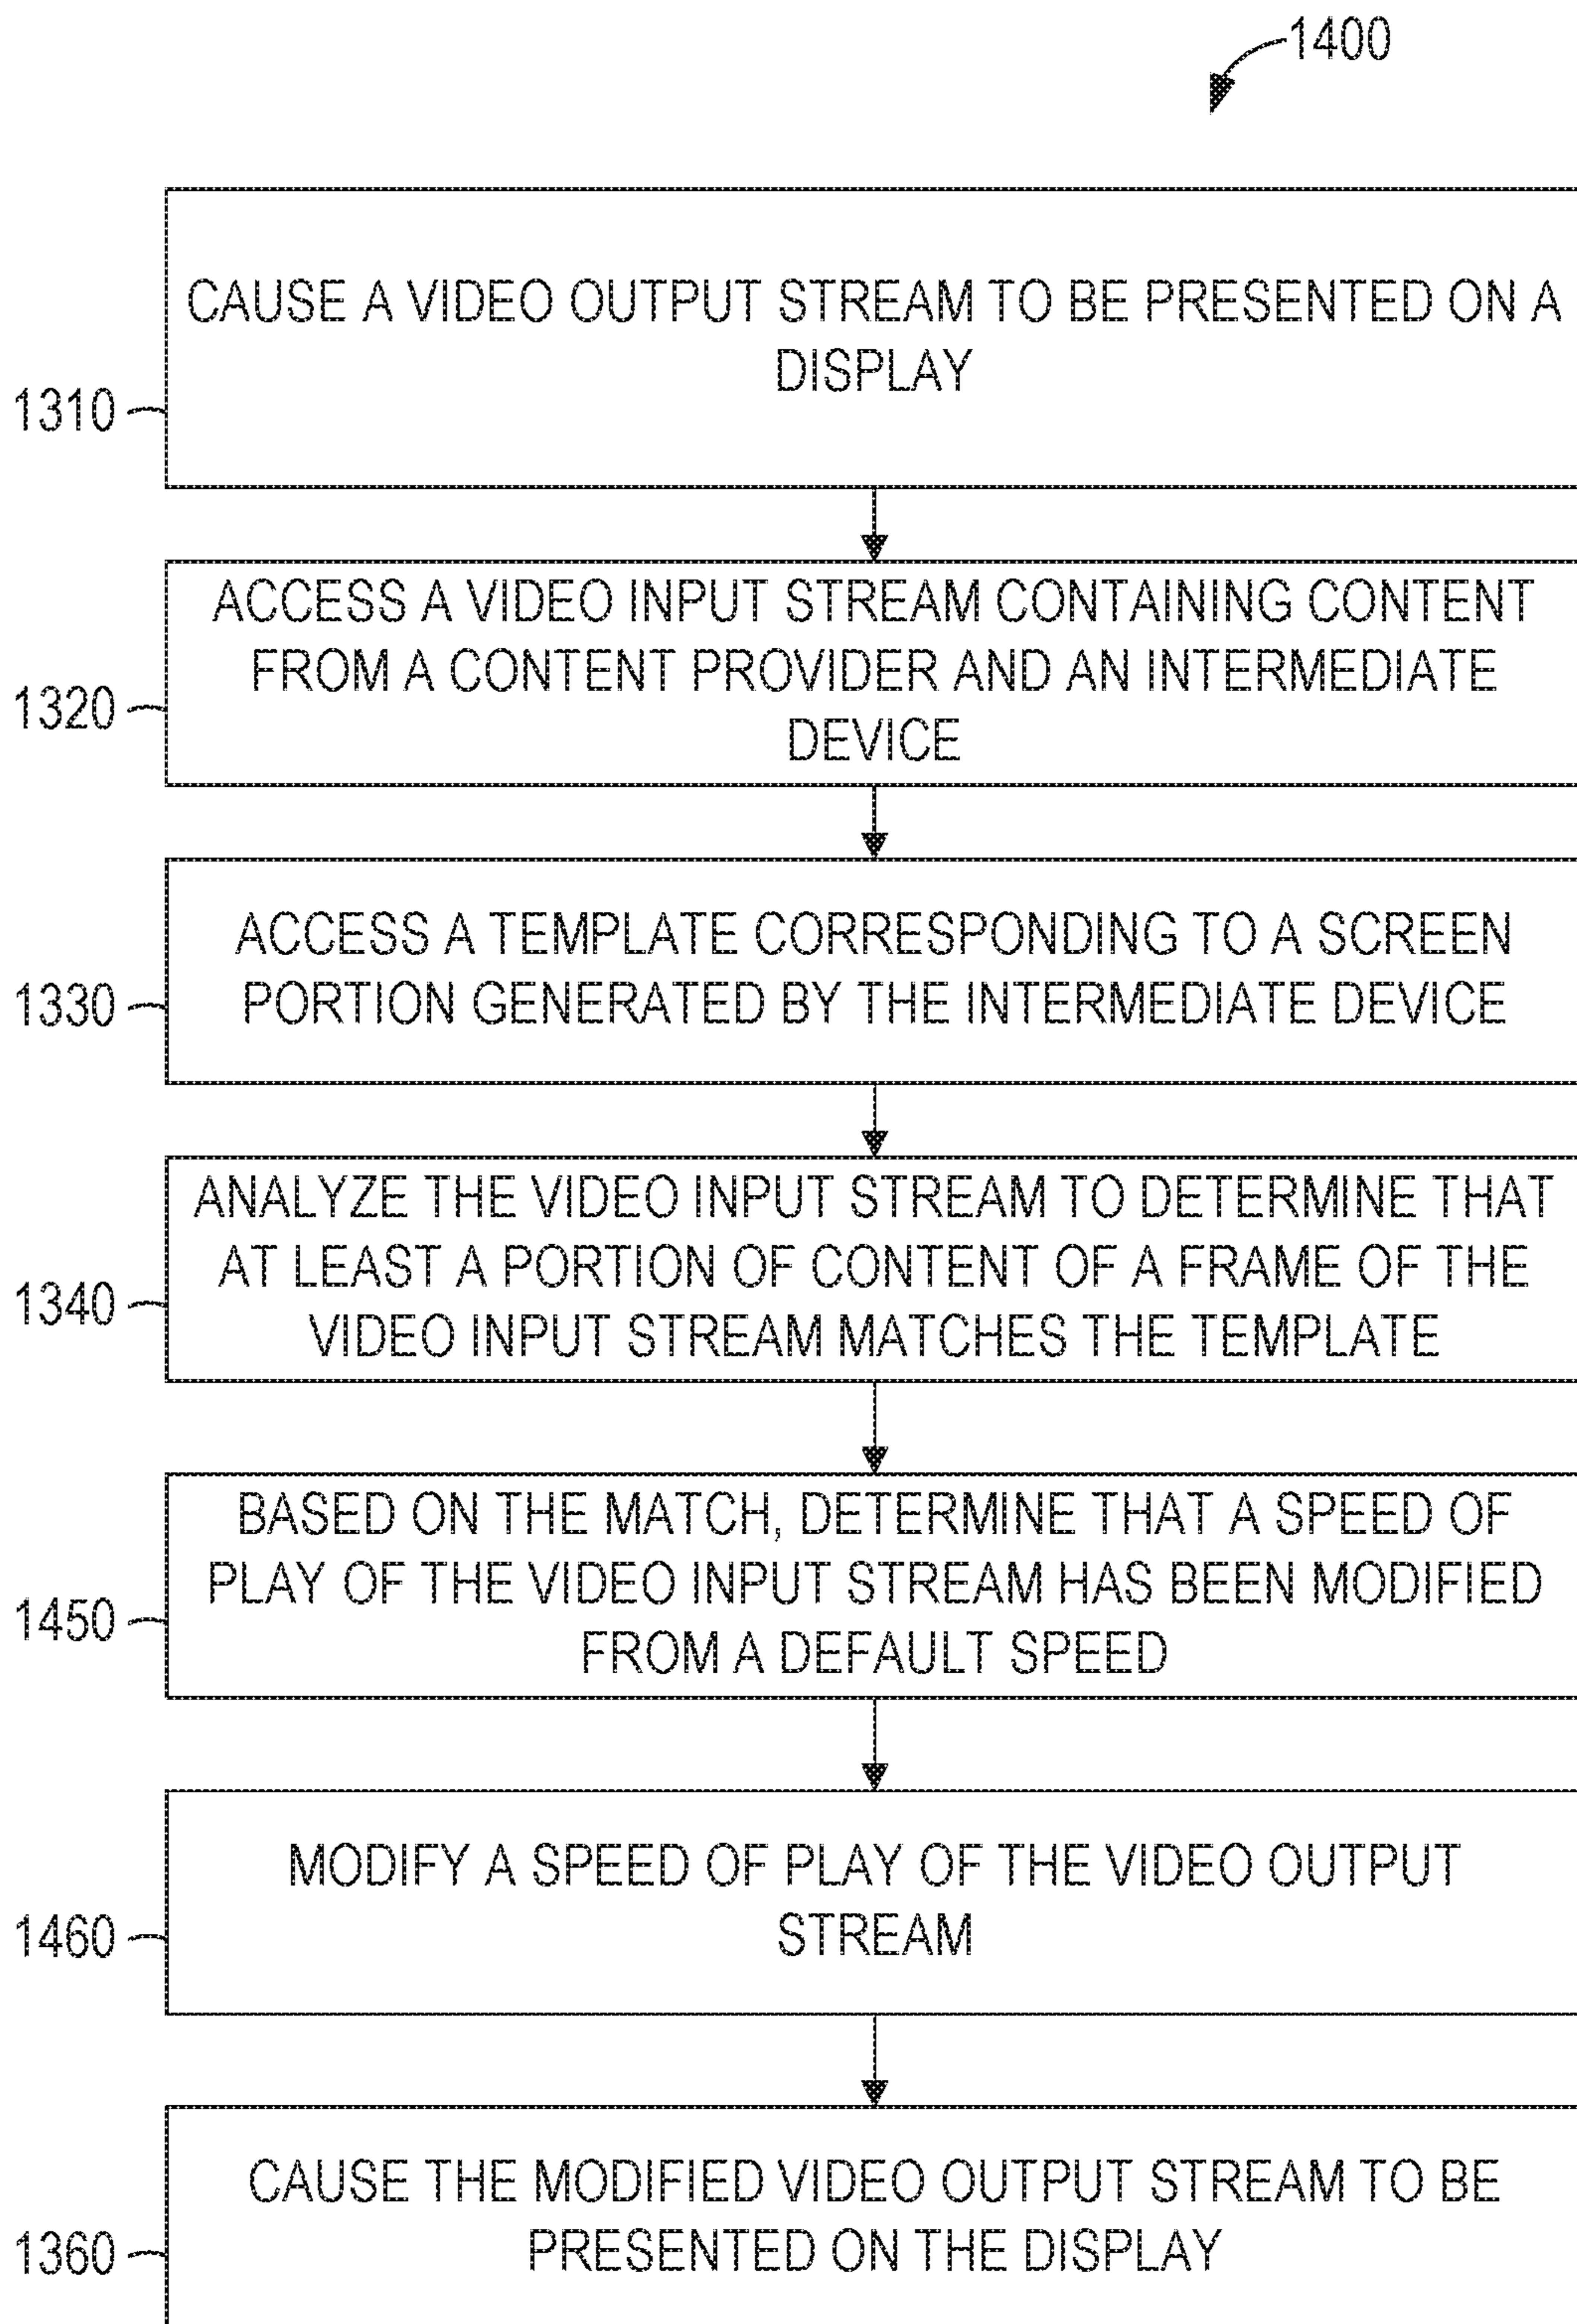 1400
CAUSE A VIDEO OUTPUT STREAM TO BE PRESENTED ON A
DISPLAY
1310
ACCESS A VIDEO INPUT STREAM CONTAINING CONTENT
FROM A CONTENT PROVIDER AND AN INTERMEDIATE
DEVICE
1320
ACCESS A TEMPLATE CORRESPONDING TO A SCREEN
PORTION GENERATED BY THE INTERMEDIATE DEVICE
1330
ANALYZE THE VIDEO INPUT STREAM TO DETERMINE THAT
AT LEAST A PORTION OF CONTENT OF A FRAME OF THE
VIDEO INPUT STREAM MATCHES THE TEMPLATE
1340
BASED ON THE MATCH, DETERMINE THAT A SPEED OF
PLAY OF THE VIDEO INPUT STREAM HAS BEEN MODIFIED
FROM A DEFAULT SPEED
1450
MODIFY A SPEED OF PLAY OF THE VIDEO OUTPUT
STREAM
1460
CAUSE THE MODIFIED VIDEO OUTPUT STREAM TO BE
PRESENTED ON THE DISPLAY
1360